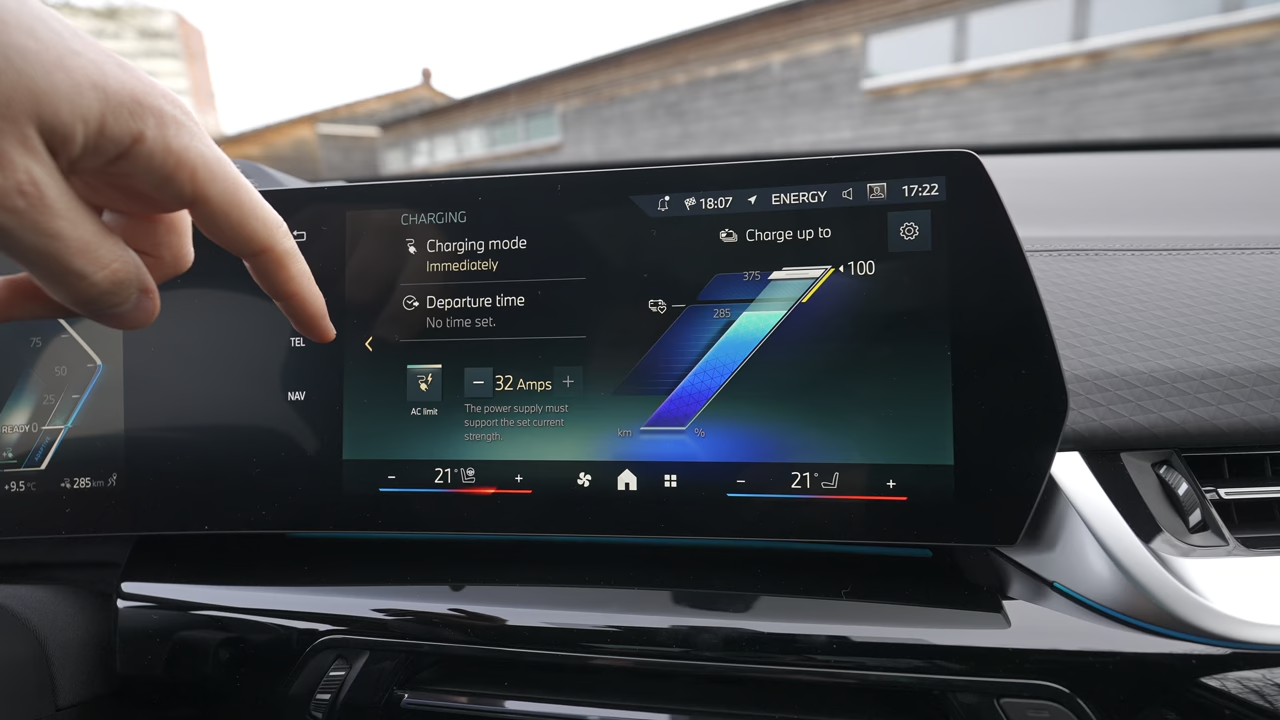 CHARGING
Charging mode
Immediately
Departure time
No time set.
AC limit
− 32 Amps +
The power supply must
support the set current
strength.
18:07 ENERGY 17:22
Charge up to
375
100
285
km %
TEL
NAV
75
50
25
READY 0
+9.5 °C 285 km
− 21° +
− 21° +